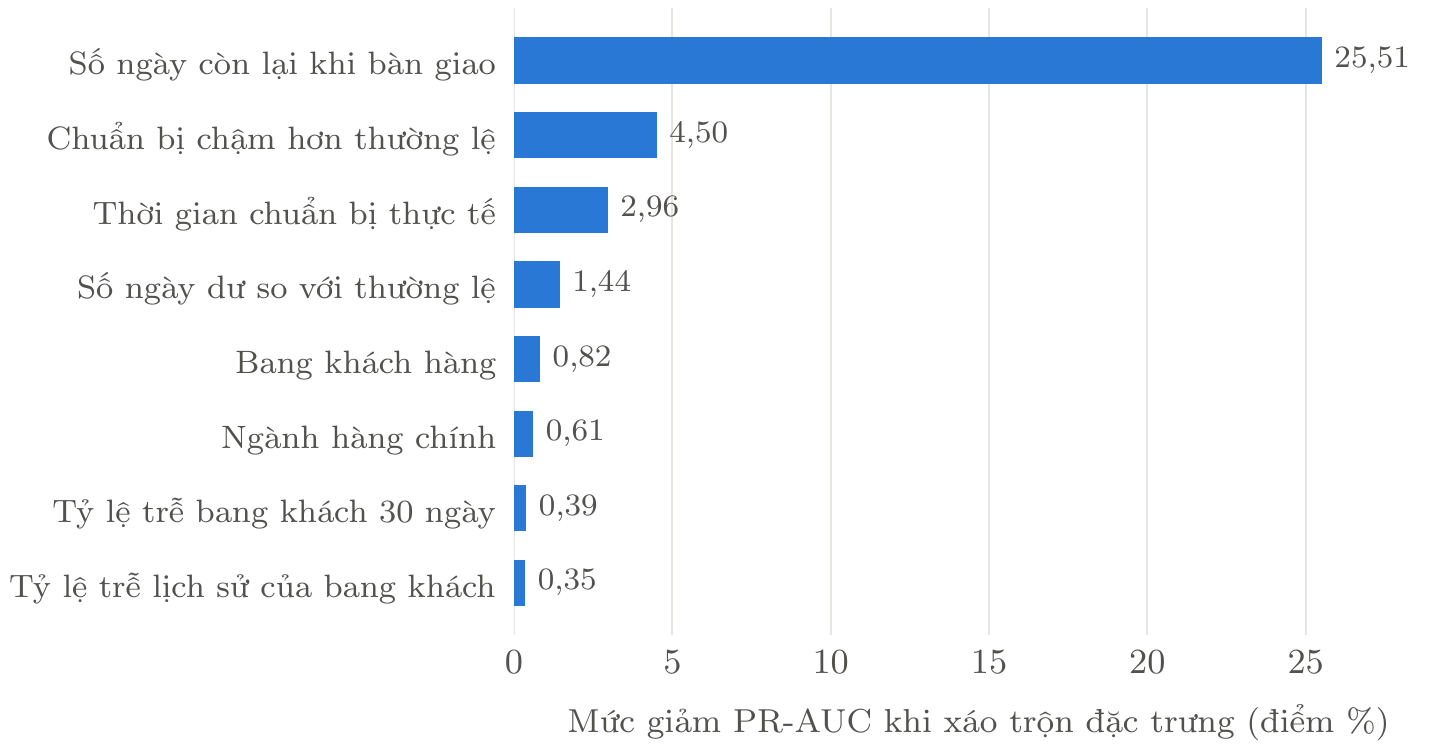 Số ngày còn lại khi bàn giao 25,51
Chuẩn bị chậm hơn thường lệ 4,50
Thời gian chuẩn bị thực tế 2,96
Số ngày dư so với thường lệ 1,44
Bang khách hàng 0,82
Ngành hàng chính 0,61
Tỷ lệ trễ bang khách 30 ngày 0,39
Tỷ lệ trễ lịch sử của bang khách 0,35
0 5 10 15 20 25
Mức giảm PR-AUC khi xáo trộn đặc trưng (điểm %)